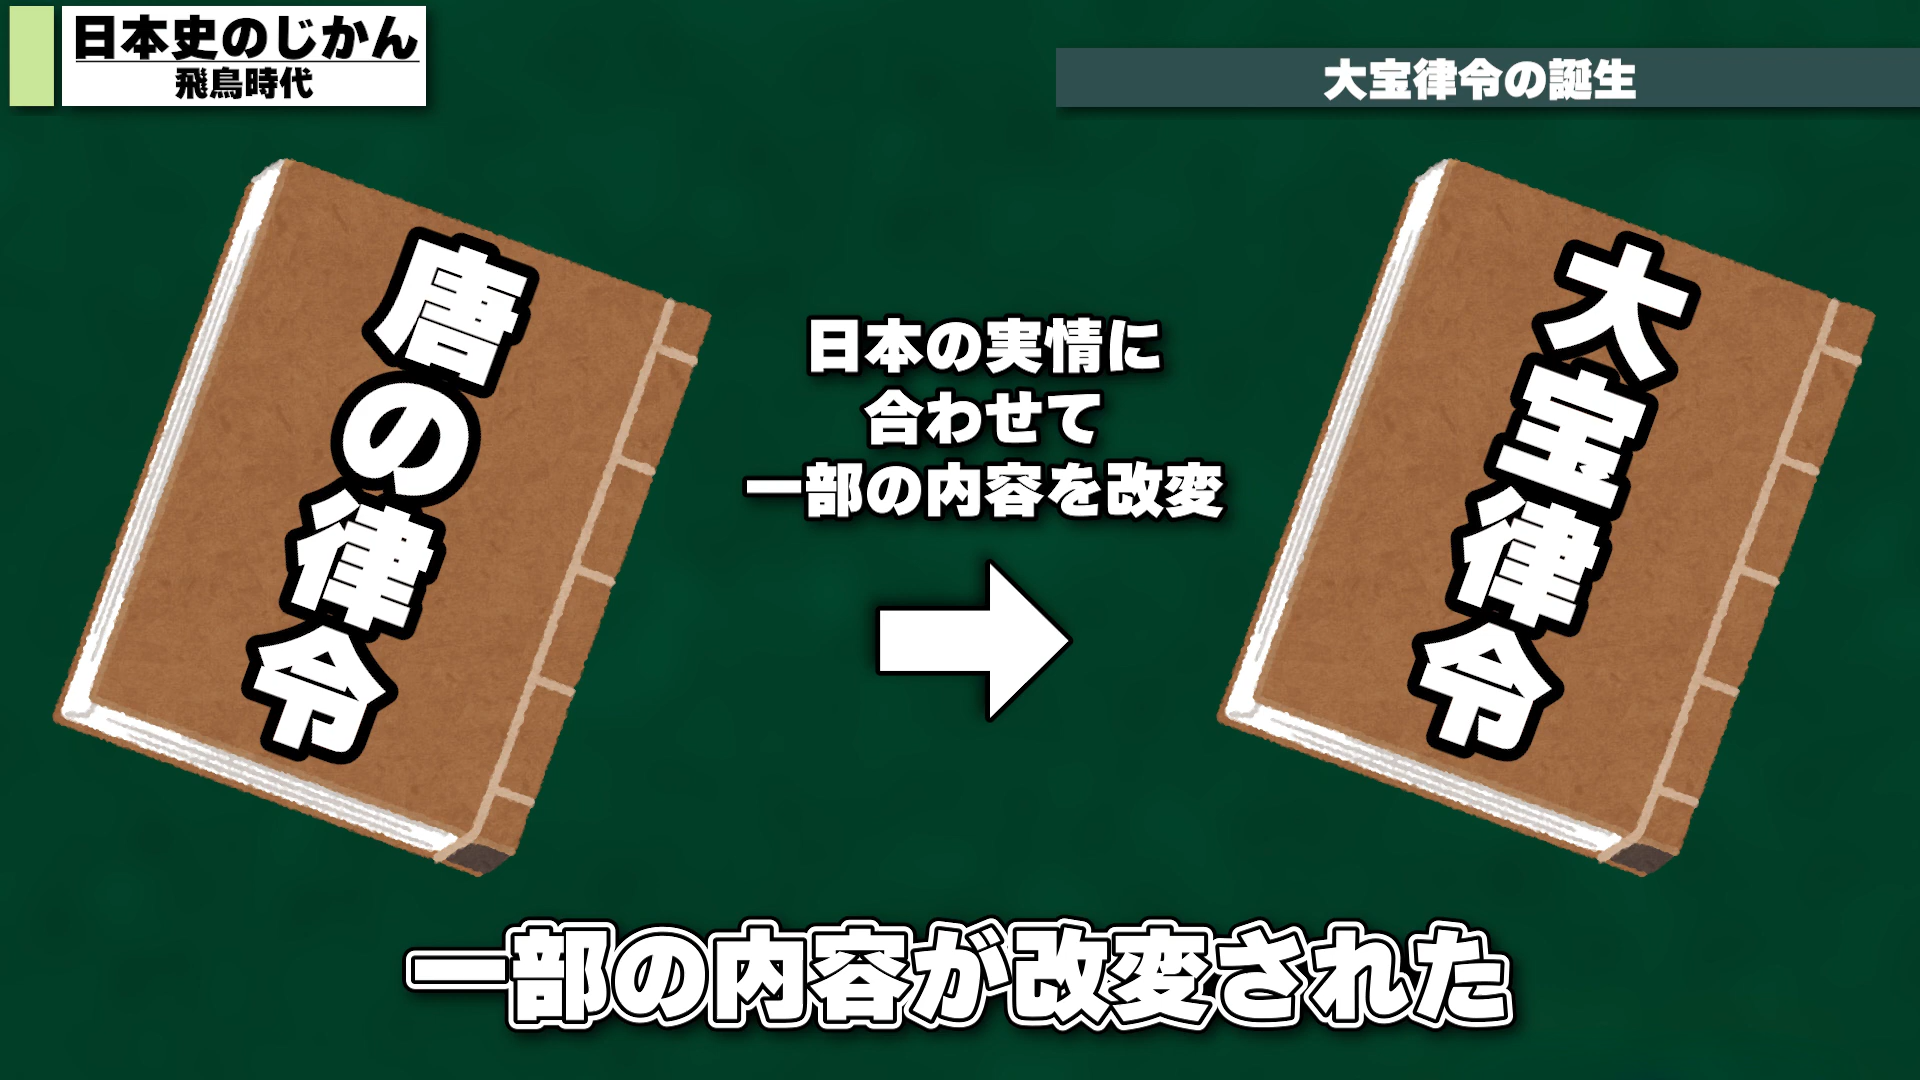 日本史のじかん
飛鳥時代
大宝律令の誕生
唐の律令
日本の実情に
合わせて
一部の内容を改変
大宝律令
一部の内容が改変された